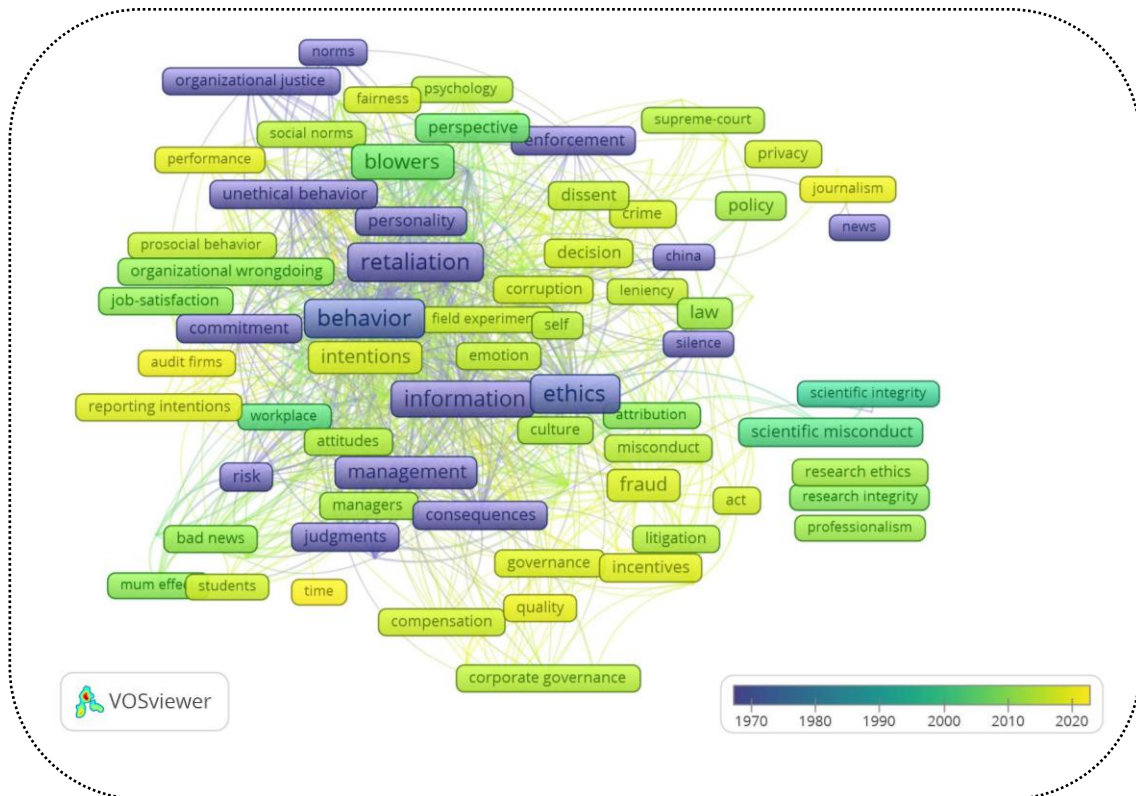 norms
organizational justice
psychology
fairness
supreme-court
perspective
social norms
enforcement
privacy
performance
blowers
journalism
unethical behavior
dissent
policy
crime
personality
news
prosocial behavior
decision
china
retaliation
organizational wrongdoing
corruption
leniency
job-satisfaction
law
behavior
field experimen
self
commitment
silence
intentions
emotion
audit firms
ethics
scientific integrity
information
reporting intentions
workplace
attribution
culture
scientific misconduct
attitudes
misconduct
management
research ethics
risk
fraud
research integrity
act
managers
consequences
professionalism
judgments
litigation
bad news
governance
incentives
mum effec
students
time
quality
compensation
corporate governance
VOSviewer
1970 1980 1990 2000 2010 2020